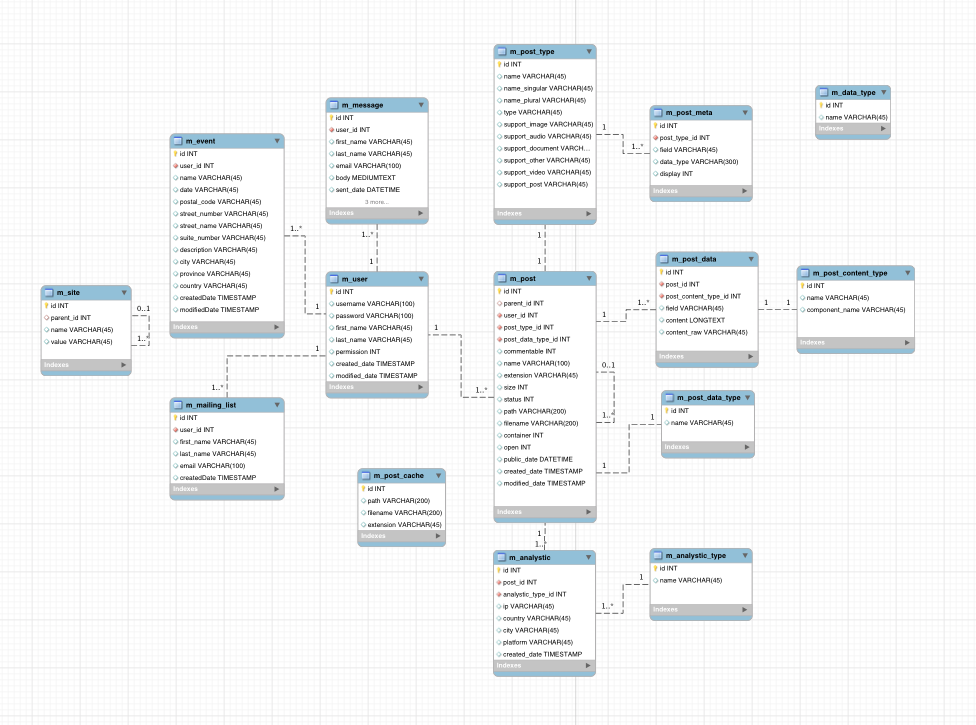 m_post_type
id INT
name VARCHAR(45)
name_singular VARCHAR(45)
name_plural VARCHAR(45)
type VARCHAR(45)
support_image VARCHAR(45)
support_audio VARCHAR(45)
support_document VARCH...
support_other VARCHAR(45)
support_video VARCHAR(45)
support_post VARCHAR(45)
Indexes
m_data_type
id INT
name VARCHAR(45)
Indexes
m_message
id INT
user_id INT
first_name VARCHAR(45)
last_name VARCHAR(45)
email VARCHAR(100)
body MEDIUMTEXT
sent_date DATETIME
3 more...
Indexes
m_post_meta
id INT
post_type_id INT
field VARCHAR(45)
data_type VARCHAR(300)
display INT
Indexes
1
1..*
m_event
id INT
user_id INT
name VARCHAR(45)
date VARCHAR(45)
postal_code VARCHAR(45)
street_number VARCHAR(45)
street_name VARCHAR(45)
suite_number VARCHAR(45)
description VARCHAR(45)
city VARCHAR(45)
province VARCHAR(45)
country VARCHAR(45)
createdDate TIMESTAMP
modifiedDate TIMESTAMP
Indexes
1..*
1
1..*
1
1
1
m_site
id INT
parent_id INT
name VARCHAR(45)
value VARCHAR(45)
Indexes
0..1
1..*
m_user
id INT
username VARCHAR(100)
password VARCHAR(100)
first_name VARCHAR(45)
last_name VARCHAR(45)
permission INT
created_date TIMESTAMP
modified_date TIMESTAMP
Indexes
1
1..*
1
1..*
m_post
id INT
parent_id INT
user_id INT
post_type_id INT
post_data_type_id INT
commentable INT
name VARCHAR(100)
extension VARCHAR(45)
size INT
status INT
path VARCHAR(200)
filename VARCHAR(200)
container INT
open INT
public_date DATETIME
created_date TIMESTAMP
modified_date TIMESTAMP
Indexes
1
1..*
0..1
1..*
1
1
m_post_data
id INT
post_id INT
post_content_type_id INT
field VARCHAR(45)
content LONGTEXT
content_raw VARCHAR(45)
Indexes
1
1
m_post_content_type
id INT
name VARCHAR(45)
component_name VARCHAR(45)
Indexes
m_post_data_type
id INT
name VARCHAR(45)
Indexes
m_mailing_list
id INT
user_id INT
first_name VARCHAR(45)
last_name VARCHAR(45)
email VARCHAR(100)
createdDate TIMESTAMP
Indexes
m_post_cache
id INT
path VARCHAR(200)
filename VARCHAR(200)
extension VARCHAR(45)
Indexes
1
1..
m_analystic
id INT
post_id INT
analystic_type_id INT
ip VARCHAR(45)
country VARCHAR(45)
city VARCHAR(45)
platform VARCHAR(45)
created_date TIMESTAMP
Indexes
1..*
1
m_analystic_type
id INT
name VARCHAR(45)
Indexes